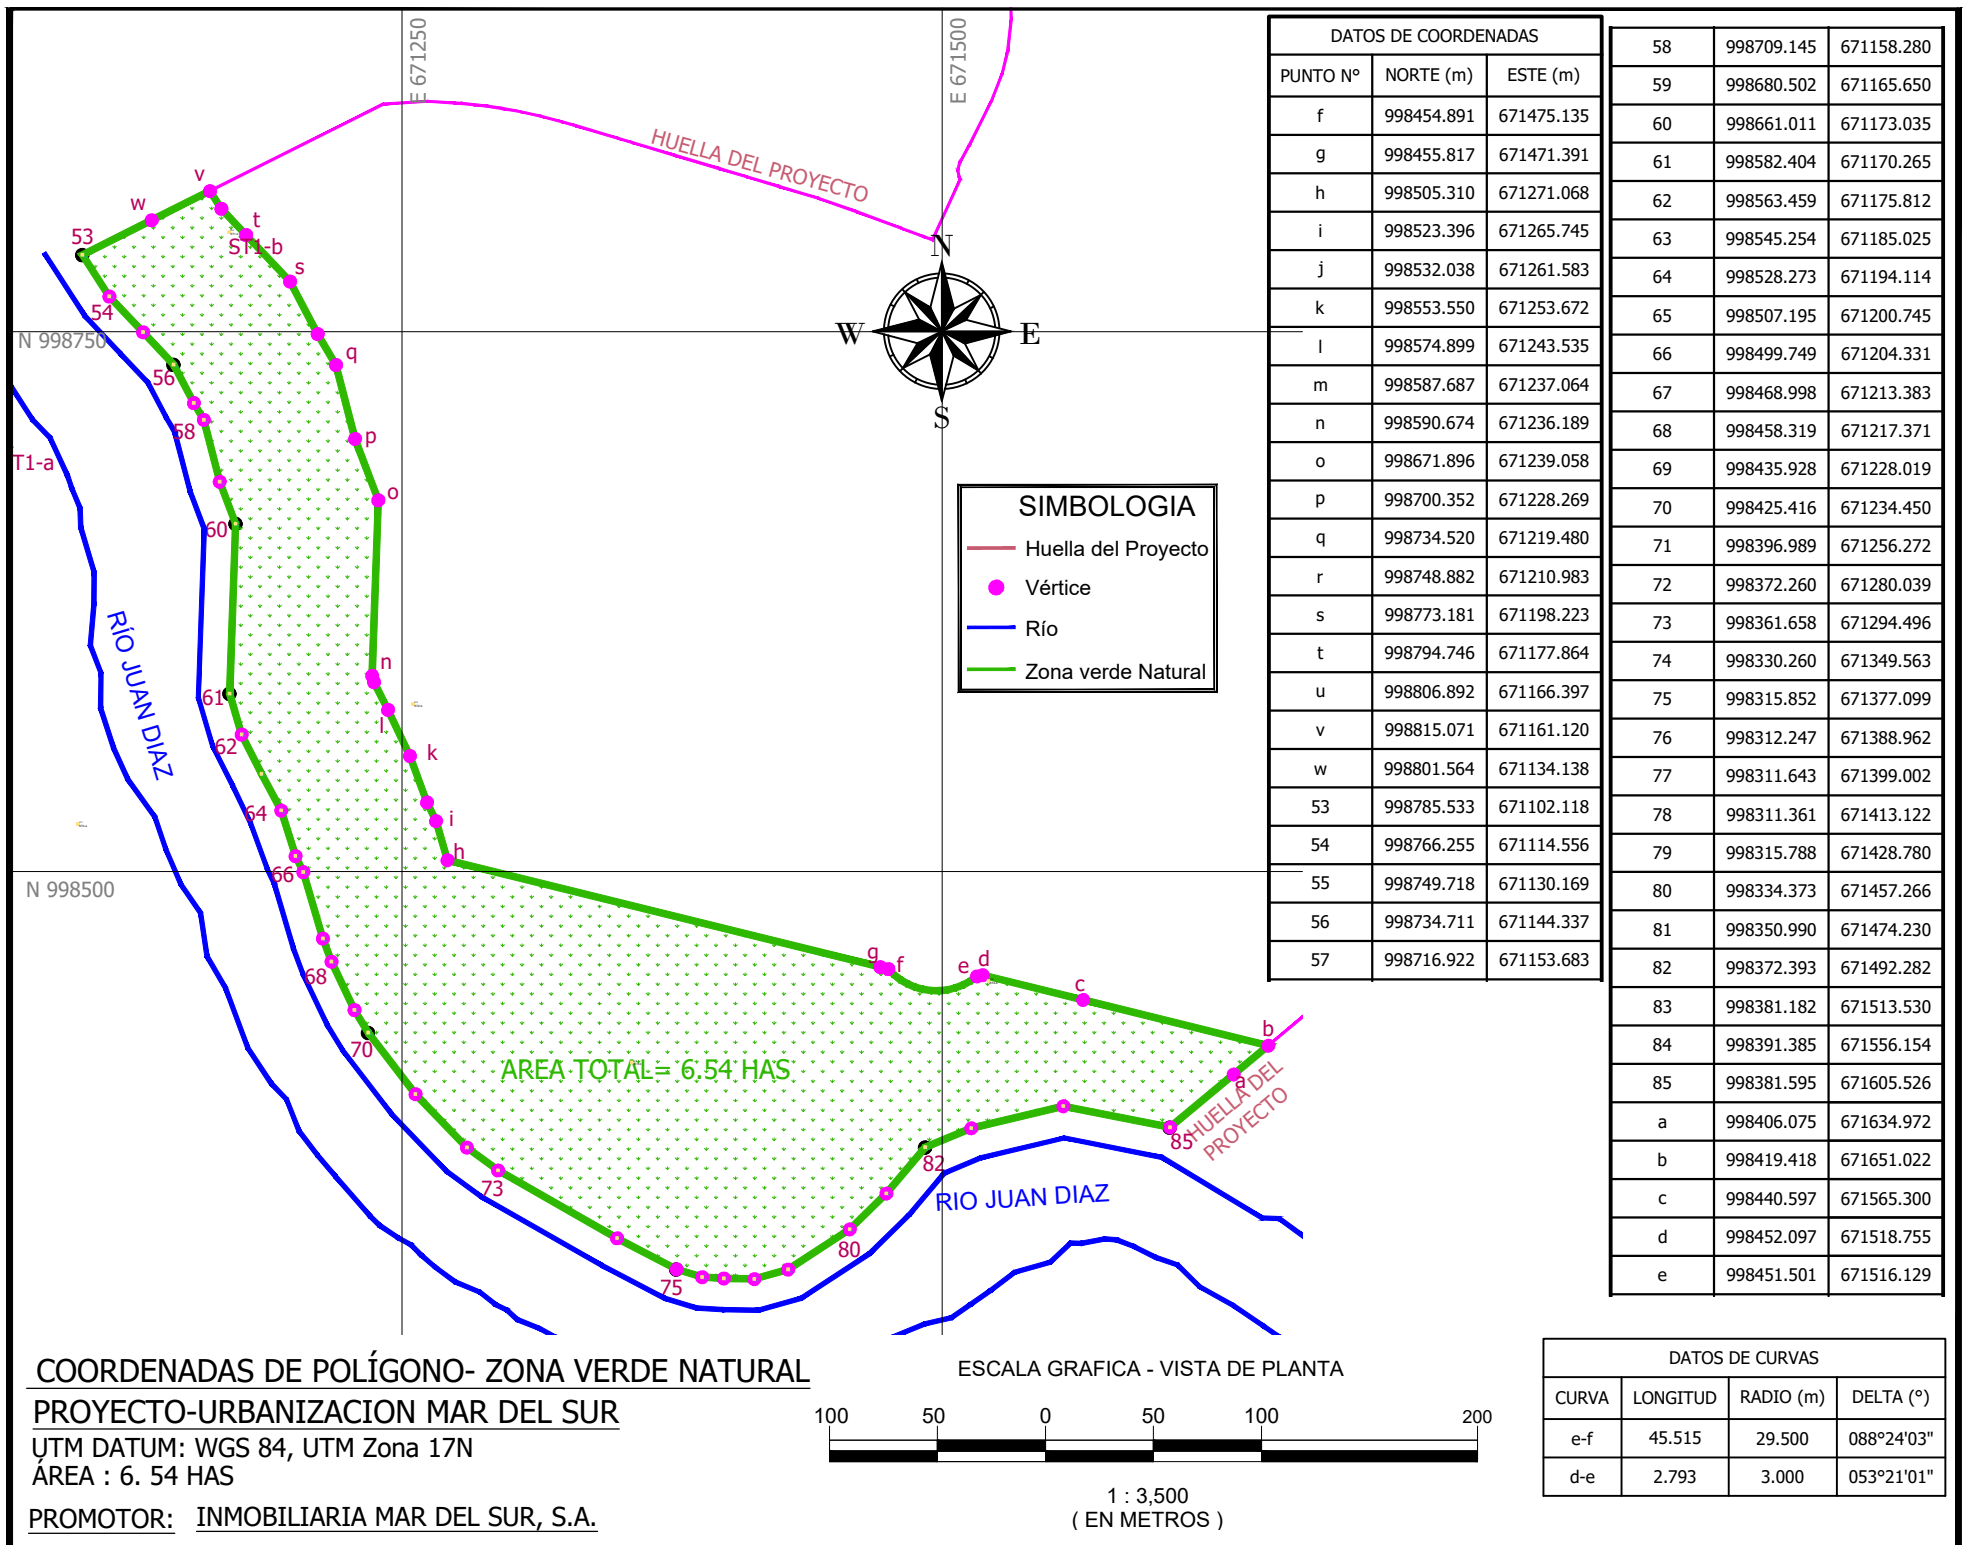 E 671250
E 671500
HUELLA DEL PROYECTO
v
w
t
53
ST1-b
s
54
N 998750
q
56
58
p
T1-a
o
60
RÍO JUAN DIAZ
n
61
l
62
k
64
i
h
66
N 998500
68
g
f
e
d
c
b
70
AREA TOTAL= 6.54 HAS
a
HUELLA DEL
PROYECTO
85
82
73
RIO JUAN DIAZ
80
75
N
W
E
S
SIMBOLOGIA
Huella del Proyecto
Vértice
Río
Zona verde Natural
DATOS DE COORDENADAS
PUNTO N° NORTE (m) ESTE (m)
f 998454.891 671475.135
g 998455.817 671471.391
h 998505.310 671271.068
i 998523.396 671265.745
j 998532.038 671261.583
k 998553.550 671253.672
l 998574.899 671243.535
m 998587.687 671237.064
n 998590.674 671236.189
o 998671.896 671239.058
p 998700.352 671228.269
q 998734.520 671219.480
r 998748.882 671210.983
s 998773.181 671198.223
t 998794.746 671177.864
u 998806.892 671166.397
v 998815.071 671161.120
w 998801.564 671134.138
53 998785.533 671102.118
54 998766.255 671114.556
55 998749.718 671130.169
56 998734.711 671144.337
57 998716.922 671153.683
58 998709.145 671158.280
59 998680.502 671165.650
60 998661.011 671173.035
61 998582.404 671170.265
62 998563.459 671175.812
63 998545.254 671185.025
64 998528.273 671194.114
65 998507.195 671200.745
66 998499.749 671204.331
67 998468.998 671213.383
68 998458.319 671217.371
69 998435.928 671228.019
70 998425.416 671234.450
71 998396.989 671256.272
72 998372.260 671280.039
73 998361.658 671294.496
74 998330.260 671349.563
75 998315.852 671377.099
76 998312.247 671388.962
77 998311.643 671399.002
78 998311.361 671413.122
79 998315.788 671428.780
80 998334.373 671457.266
81 998350.990 671474.230
82 998372.393 671492.282
83 998381.182 671513.530
84 998391.385 671556.154
85 998381.595 671605.526
a 998406.075 671634.972
b 998419.418 671651.022
c 998440.597 671565.300
d 998452.097 671518.755
e 998451.501 671516.129
COORDENADAS DE POLÍGONO- ZONA VERDE NATURAL
PROYECTO-URBANIZACION MAR DEL SUR
UTM DATUM: WGS 84, UTM Zona 17N
ÁREA : 6. 54 HAS
PROMOTOR: INMOBILIARIA MAR DEL SUR, S.A.
ESCALA GRAFICA - VISTA DE PLANTA
100 50 0 50 100 200
1 : 3,500
( EN METROS )
DATOS DE CURVAS
CURVA LONGITUD RADIO (m) DELTA (°)
e-f 45.515 29.500 088°24'03"
d-e 2.793 3.000 053°21'01"